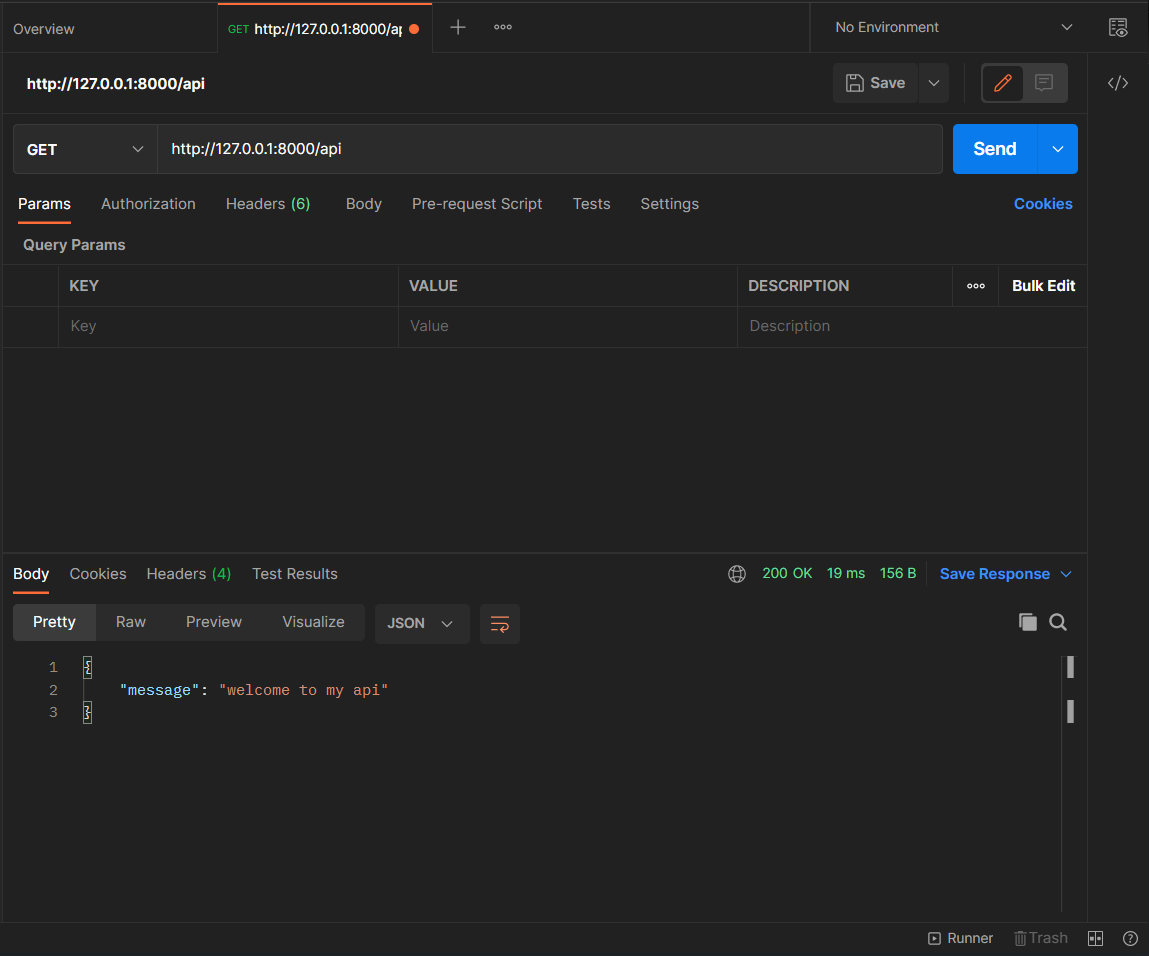 Overview
GET http://127.0.0.1:8000/ap
No Environment
http://127.0.0.1:8000/api
Save
GET
http://127.0.0.1:8000/api
Send
Params Authorization Headers (6) Body Pre-request Script Tests Settings Cookies
Query Params
KEY VALUE DESCRIPTION Bulk Edit
Key Value Description
Body Cookies Headers (4) Test Results 200 OK 19 ms 156 B Save Response
Pretty Raw Preview Visualize JSON
1 {
2 "message": "welcome to my api"
3 }
Runner Trash